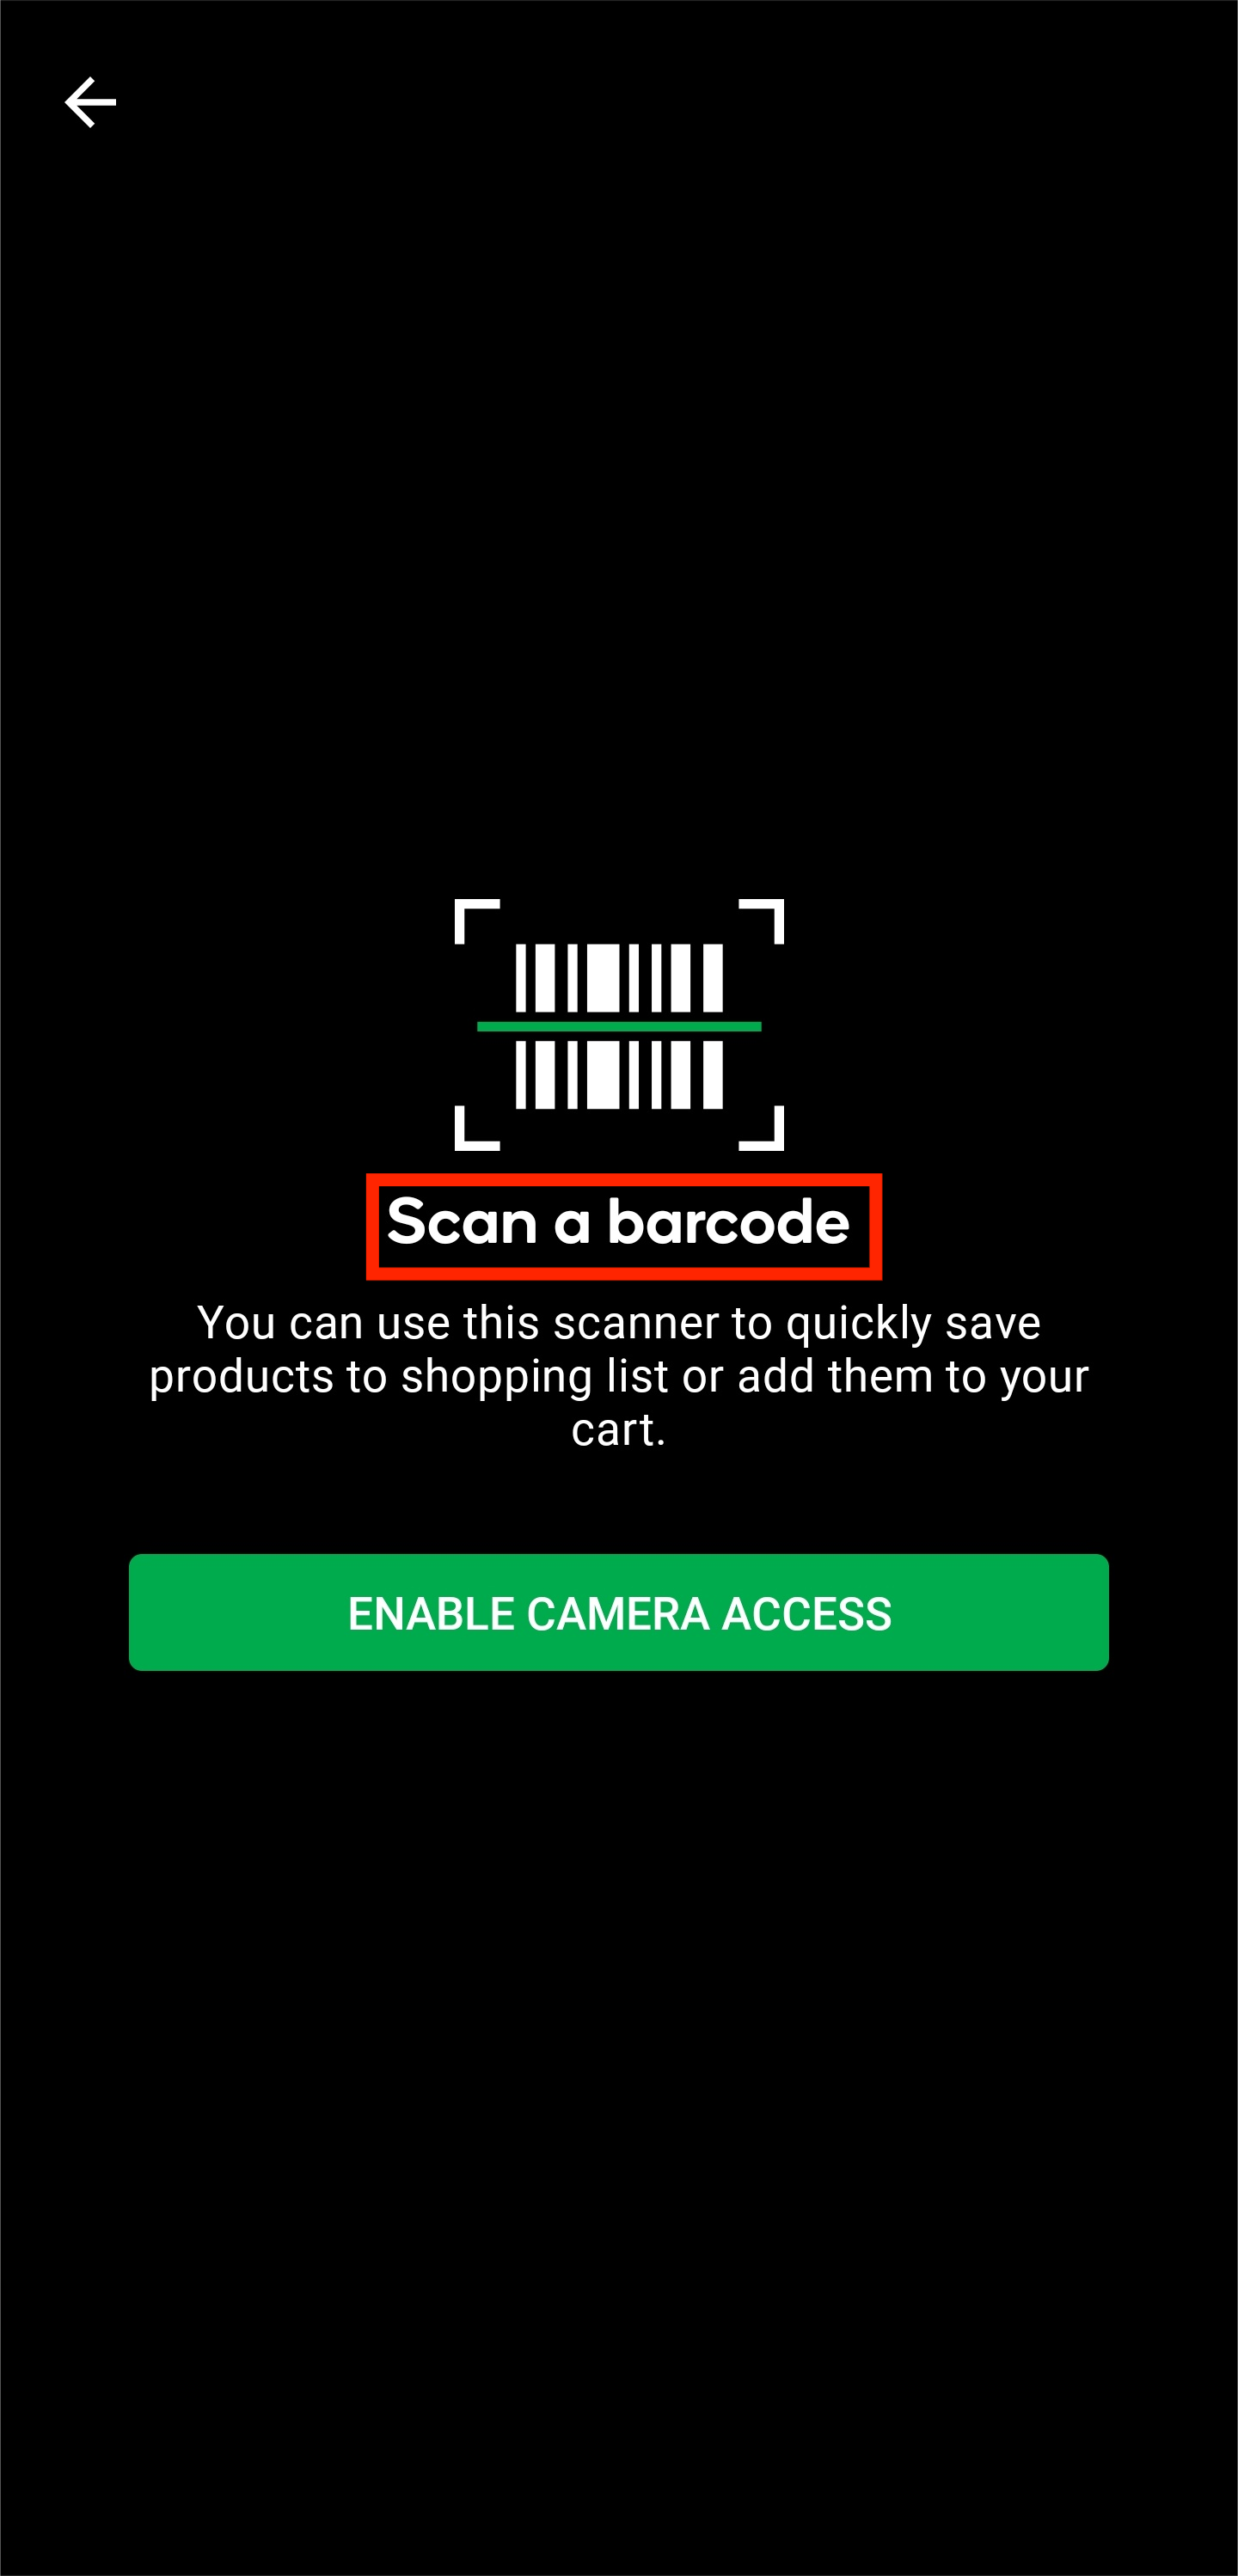 Scan a barcode
You can use this scanner to quickly save
products to shopping list or add them to your
cart.
ENABLE CAMERA ACCESS